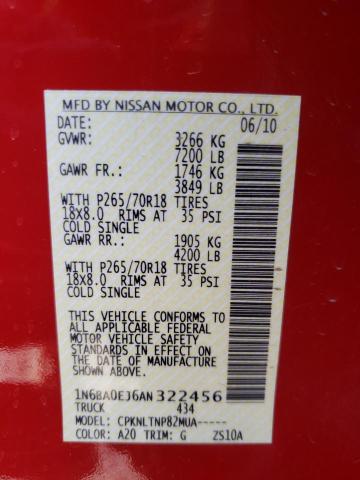 MFD BY NISSAN MOTOR CO., LTD.
DATE: 06/10
GVWR: 3266 KG
7200 LB
GAWR FR: 1746 KG
3849 LB
WITH P265/70R18 TIRES
18X8.0 RIMS AT 35 PSI
COLD SINGLE
GAWR RR: 1905 KG
4200 LB
WITH P265/70R18 TIRES
18X8.0 RIMS AT 35 PSI
COLD SINGLE
THIS VEHICLE CONFORMS TO
ALL APPLICABLE FEDERAL
MOTOR VEHICLE SAFETY
STANDARDS IN EFFECT ON
THE DATE OF MANUFACTURE
SHOWN ABOVE.
1N6BA0EJ6AN322456
TRUCK 434
MODEL: CPKNLTNP82MUA-----
COLOR: A20 TRIM: G ZS10A